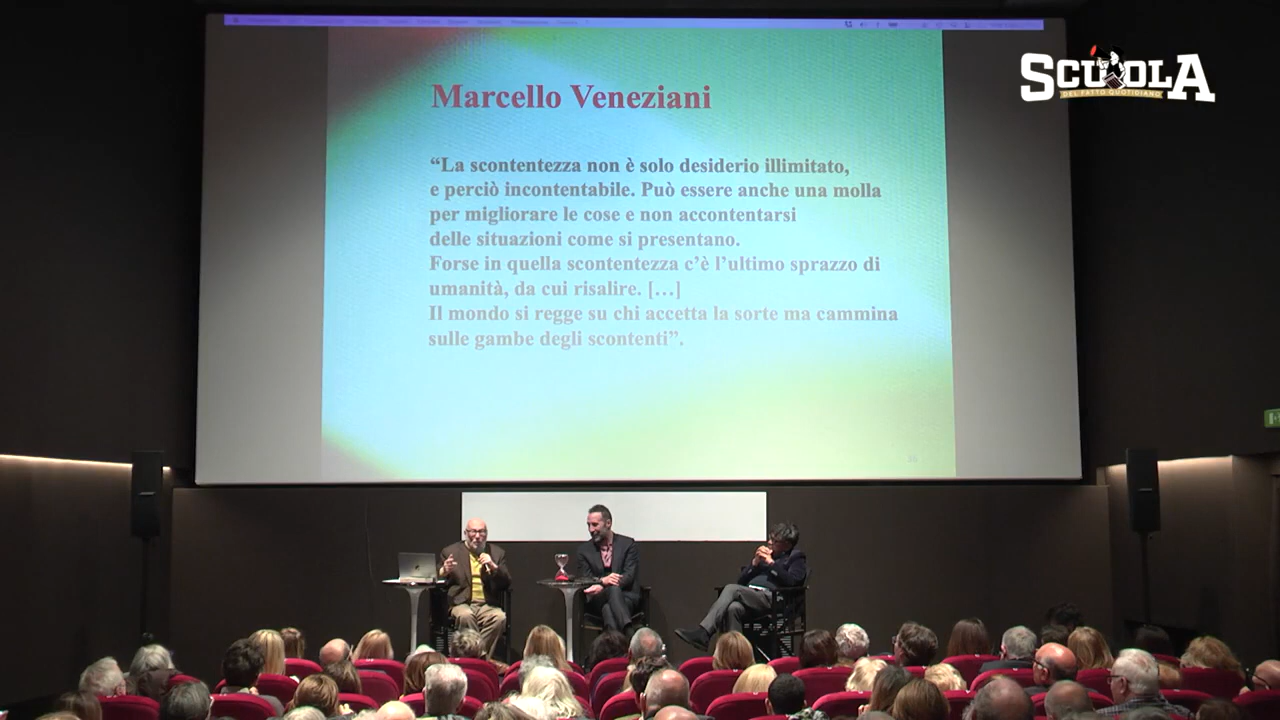 SCUOLA
DEL FATTO QUOTIDIANO
Marcello Veneziani
“La scontentezza non è solo desiderio illimitato,
e perciò incontentabile. Può essere anche una molla
per migliorare le cose e non accontentarsi
delle situazioni come si presentano.
Forse in quella scontentezza c’è l’ultimo sprazzo di
umanità, da cui risalire. […]
Il mondo si regge su chi accetta la sorte ma cammina
sulle gambe degli scontenti”.